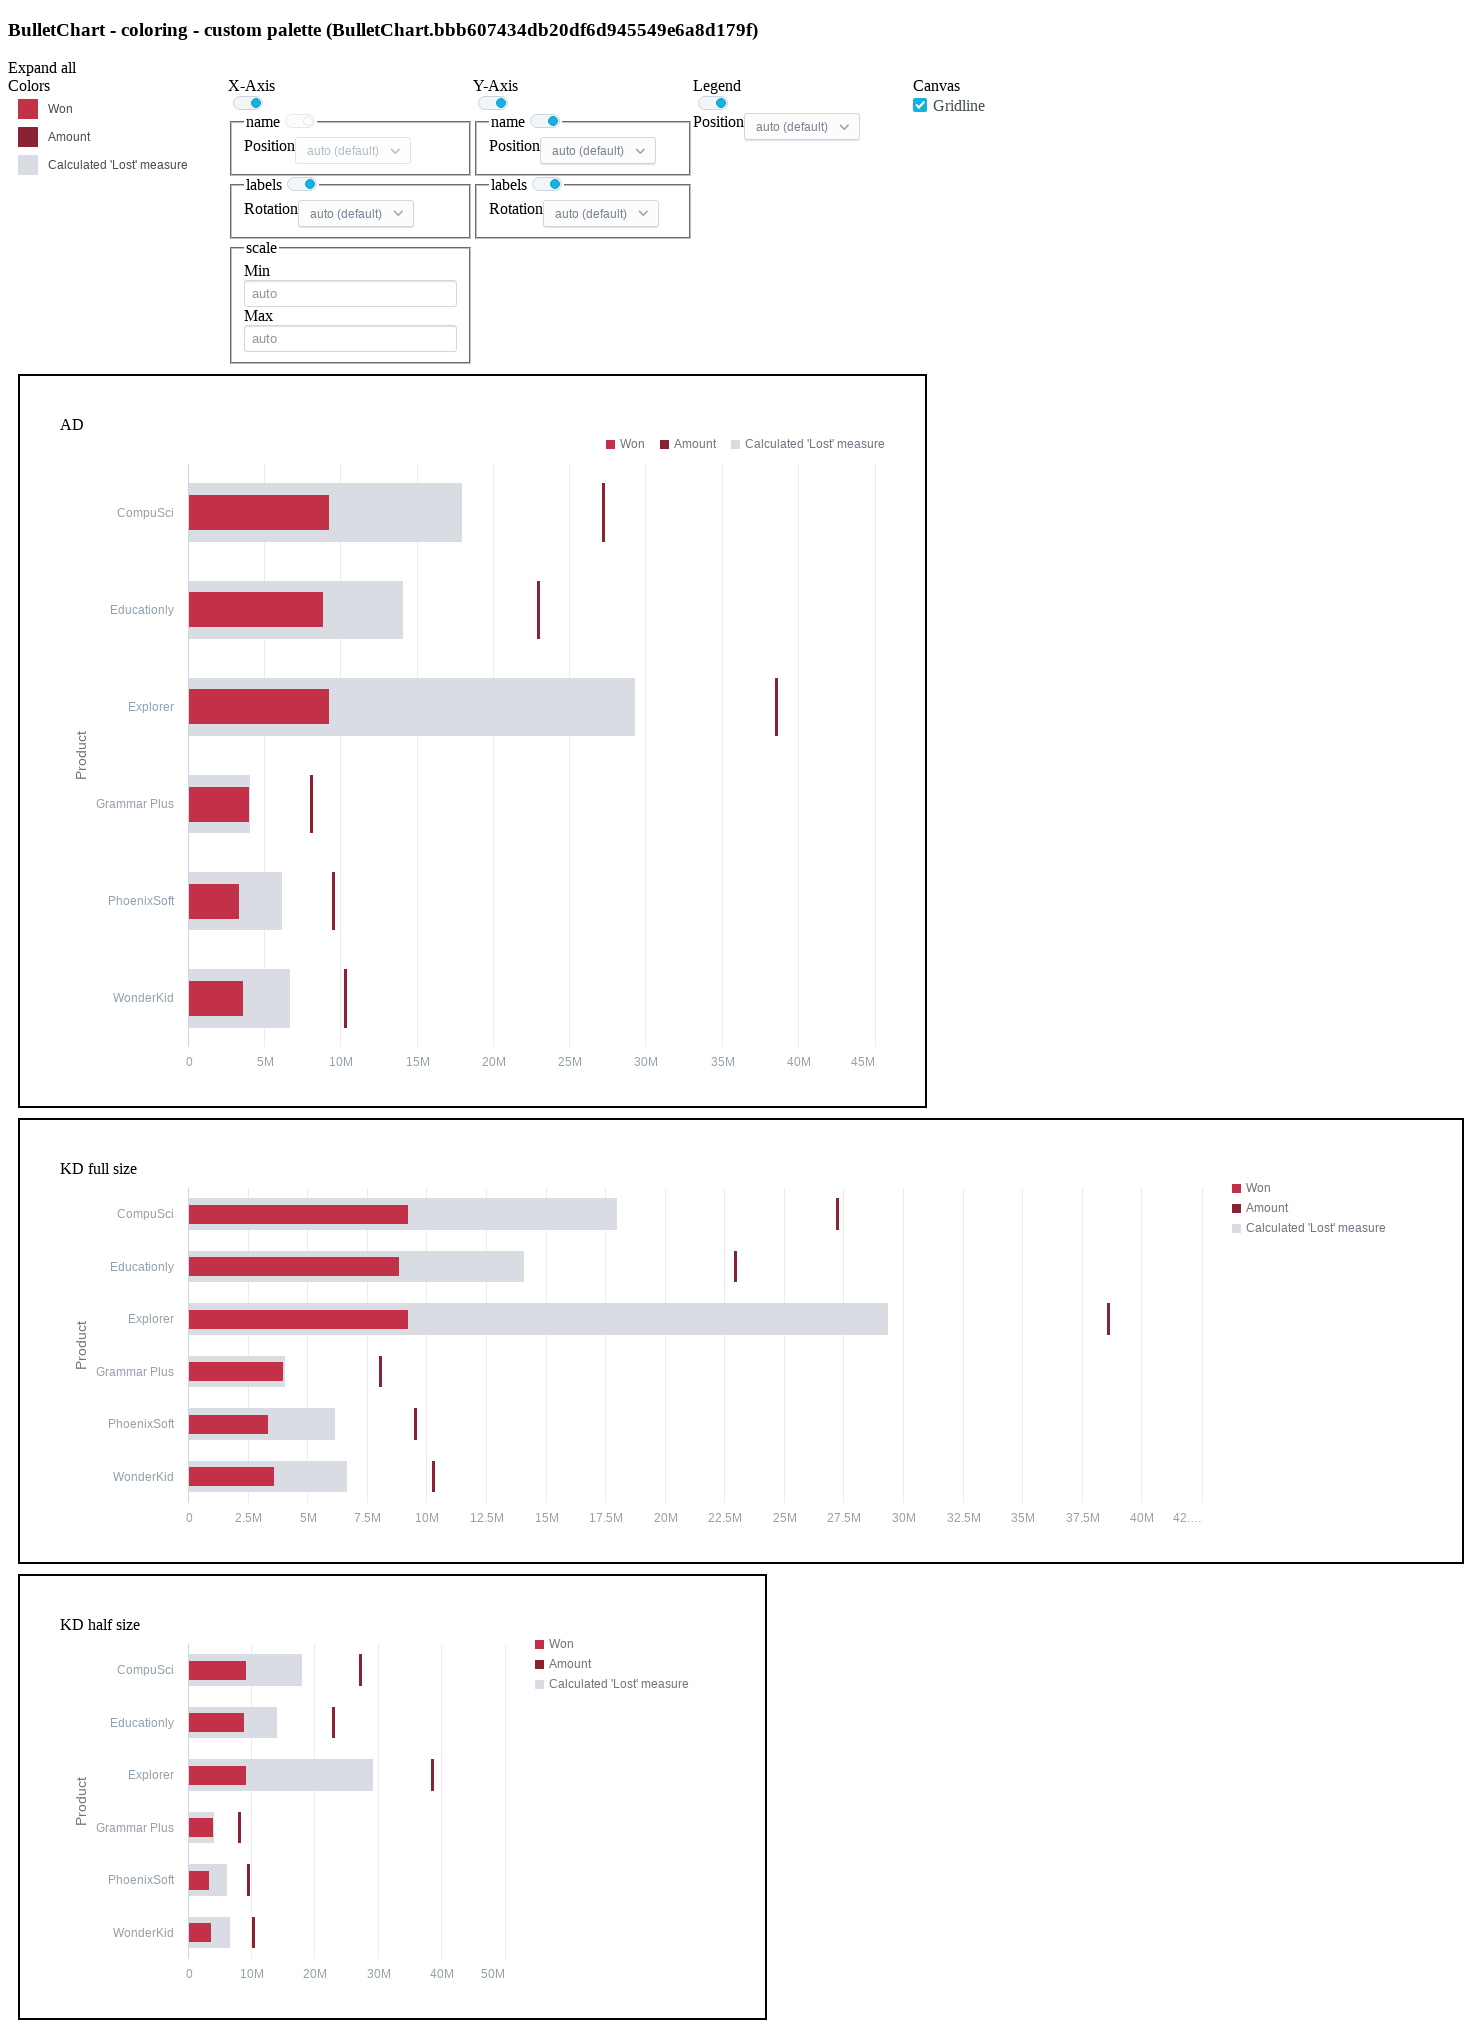 BulletChart - coloring - custom palette (BulletChart.bbb607434db20df6d945549e6a8d179f)
Expand all
Colors
Won
Amount
Calculated 'Lost' measure
X-Axis
name
Position auto (default)
labels
Rotation auto (default)
scale
Min
auto
Max
auto
Y-Axis
name
Position auto (default)
labels
Rotation auto (default)
Legend
Position auto (default)
Canvas
Gridline
AD
Won Amount Calculated 'Lost' measure
Product
CompuSci
Educationly
Explorer
Grammar Plus
PhoenixSoft
WonderKid
0 5M 10M 15M 20M 25M 30M 35M 40M 45M
KD full size
Won
Amount
Calculated 'Lost' measure
Product
CompuSci
Educationly
Explorer
Grammar Plus
PhoenixSoft
WonderKid
0 2.5M 5M 7.5M 10M 12.5M 15M 17.5M 20M 22.5M 25M 27.5M 30M 32.5M 35M 37.5M 40M 42....
KD half size
Won
Amount
Calculated 'Lost' measure
Product
CompuSci
Educationly
Explorer
Grammar Plus
PhoenixSoft
WonderKid
0 10M 20M 30M 40M 50M